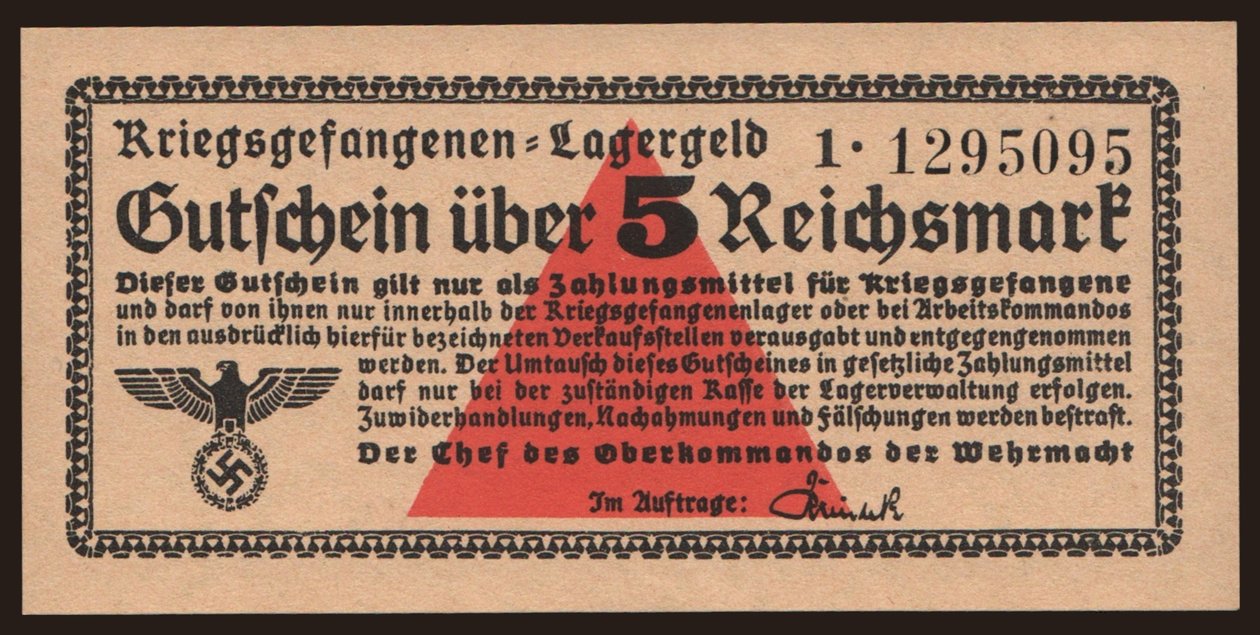 Kriegsgefangenen-Lagergeld 1· 1295095
Gutschein über 5 Reichsmark
Dieser Gutschein gilt nur als Zahlungsmittel für Kriegsgefangene
und darf von ihnen nur innerhalb der Kriegsgefangenenlager oder bei Arbeitskommandos
in den ausdrücklich hierfür bezeichneten Verkaufsstellen verausgabt und entgegengenommen
werden. Der Umtausch dieses Gutscheines in gesetzliche Zahlungsmittel
darf nur bei der zuständigen Kasse der Lagerverwaltung erfolgen.
Zuwiderhandlungen, Nachahmungen und Fälschungen werden bestraft.
Der Chef des Oberkommandos der Wehrmacht
Im Auftrage: